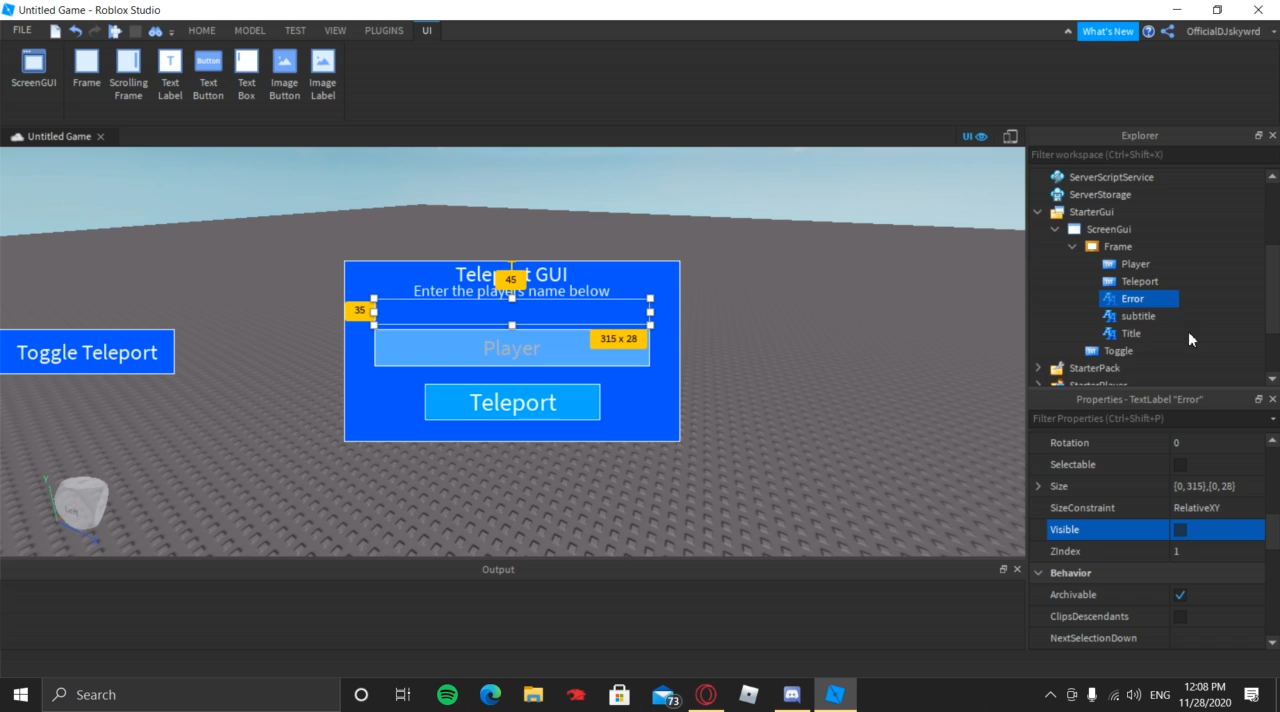 Untitled Game - Roblox Studio
FILE
HOME
MODEL
TEST
VIEW
PLUGINS
UI
What's New
OfficialDJskywrd
ScreenGUI
Frame
Scrolling
Frame
Text
Label
Button
Text
Button
Text
Box
Image
Button
Image
Label
Untitled Game
UI
Explorer
Filter workspace (Ctrl+Shift+X)
ServerScriptService
ServerStorage
StarterGui
ScreenGui
Frame
Player
Teleport
Error
subtitle
Title
Toggle
StarterPack
StarterPlayer
Toggle Teleport
45
GUI
Enter the players name below
35
315 x 28
Player
Teleport
Properties - TextLabel "Error"
Filter Properties (Ctrl+Shift+P)
Rotation 0
Selectable
Size {0, 315},{0, 28}
SizeConstraint RelativeXY
Visible
ZIndex 1
Behavior
Archivable
ClipsDescendants
NextSelectionDown
Output
Search
73
ENG
12:08 PM
11/28/2020